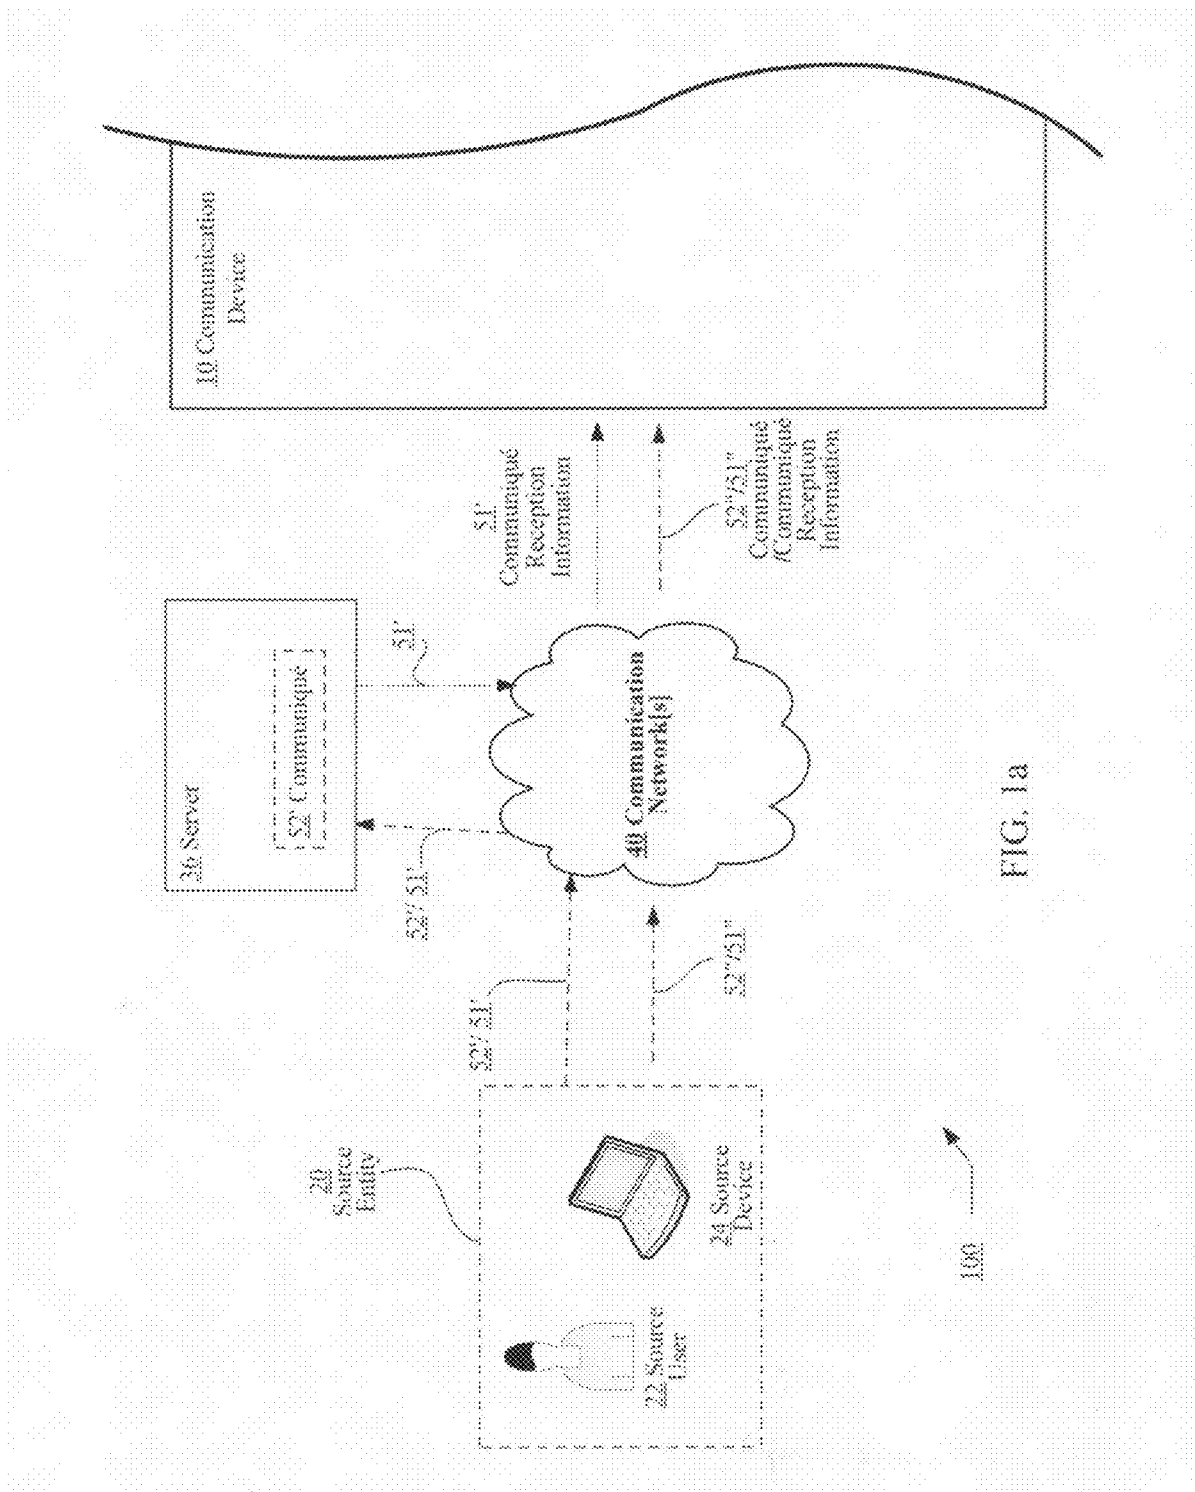 20
Source
Entity
22 Source
User
24 Source
Device
52'/ 51'
52"/51"
36 Server
52' Communiqué
52'/ 51'
51'
40 Communication
Network[s]
51'
Communiqué
Reception
Information
52"/51"
Communiqué
/Communiqué
Reception
Information
10 Communication
Device
100
FIG. 1a